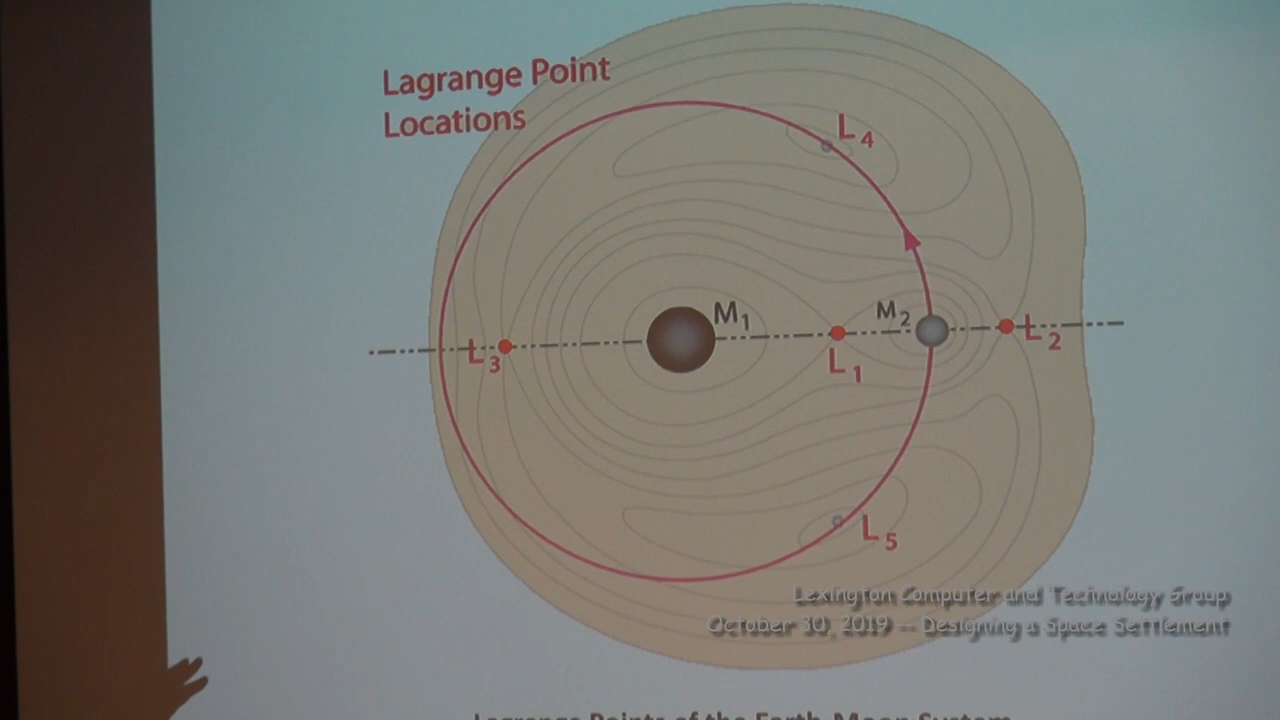 Lagrange Point
Locations
L4
M1
M2
L3
L1
L2
L5
Lexington Computer and Technology Group
October 30, 2019 -- Designing a Space Settlement
Lagrange Points of the Earth-Moon System